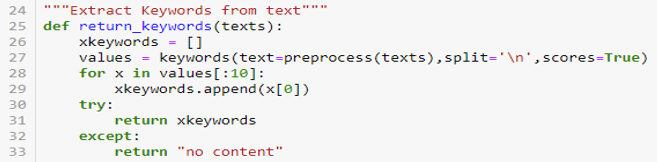 24 """Extract Keywords from text"""
25 def return_keywords(texts):
26     xkeywords = []
27     values = keywords(text=preprocess(texts),split='\n',scores=True)
28     for x in values[:10]:
29         xkeywords.append(x[0])
30     try:
31         return xkeywords
32     except:
33         return "no content"